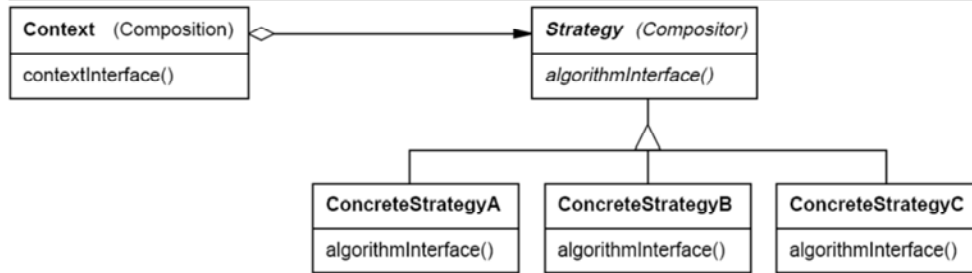 Context (Composition)
contextInterface()
Strategy (Compositor)
algorithmInterface()
ConcreteStrategyA
algorithmInterface()
ConcreteStrategyB
algorithmInterface()
ConcreteStrategyC
algorithmInterface()